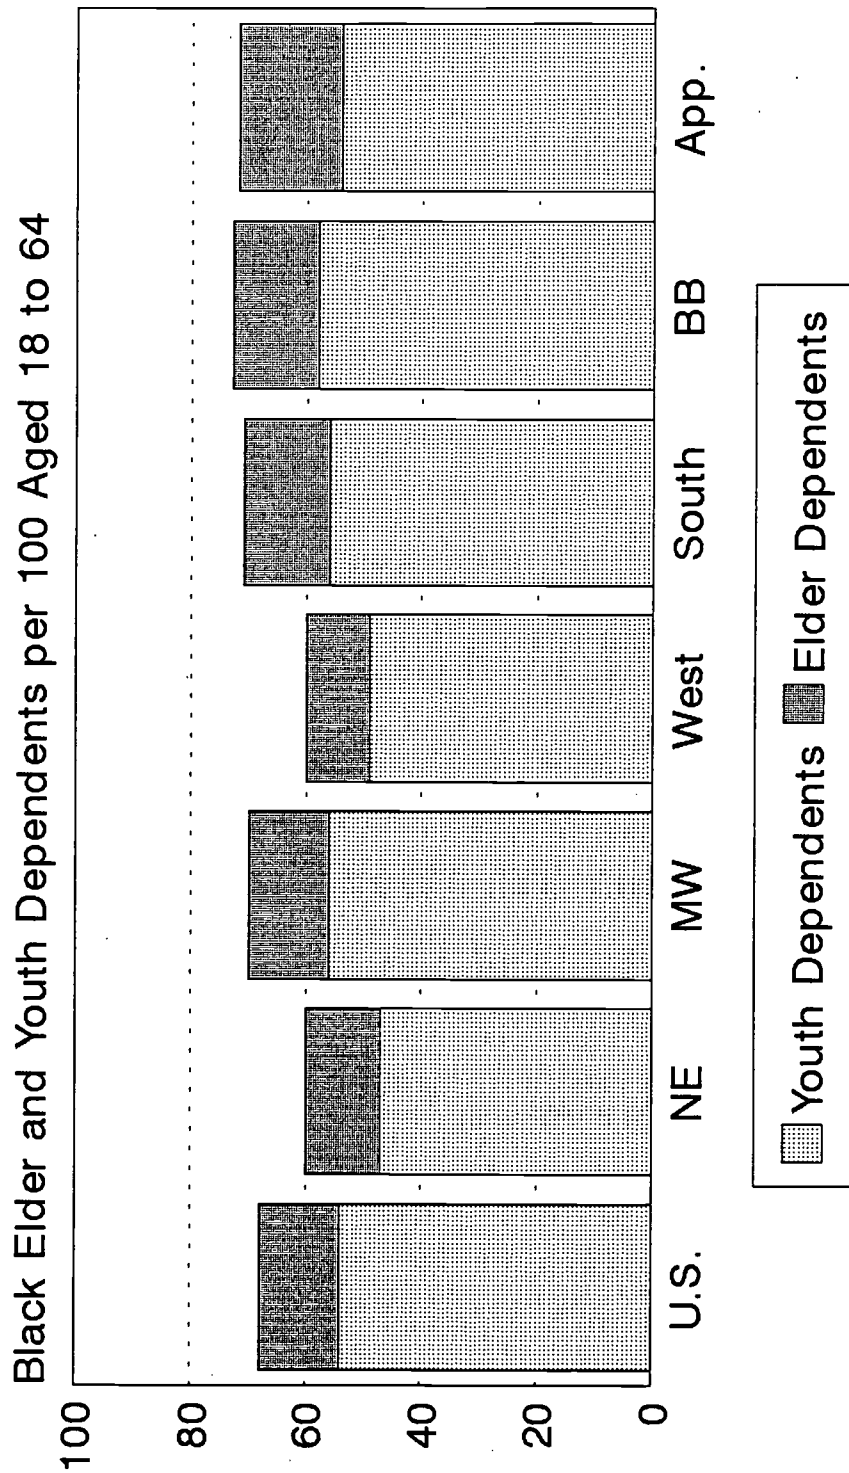 Black Elder and Youth Dependents per 100 Aged 18 to 64
100
80
60
40
20
0
U.S. NE MW West South BB App.
Youth Dependents Elder Dependents